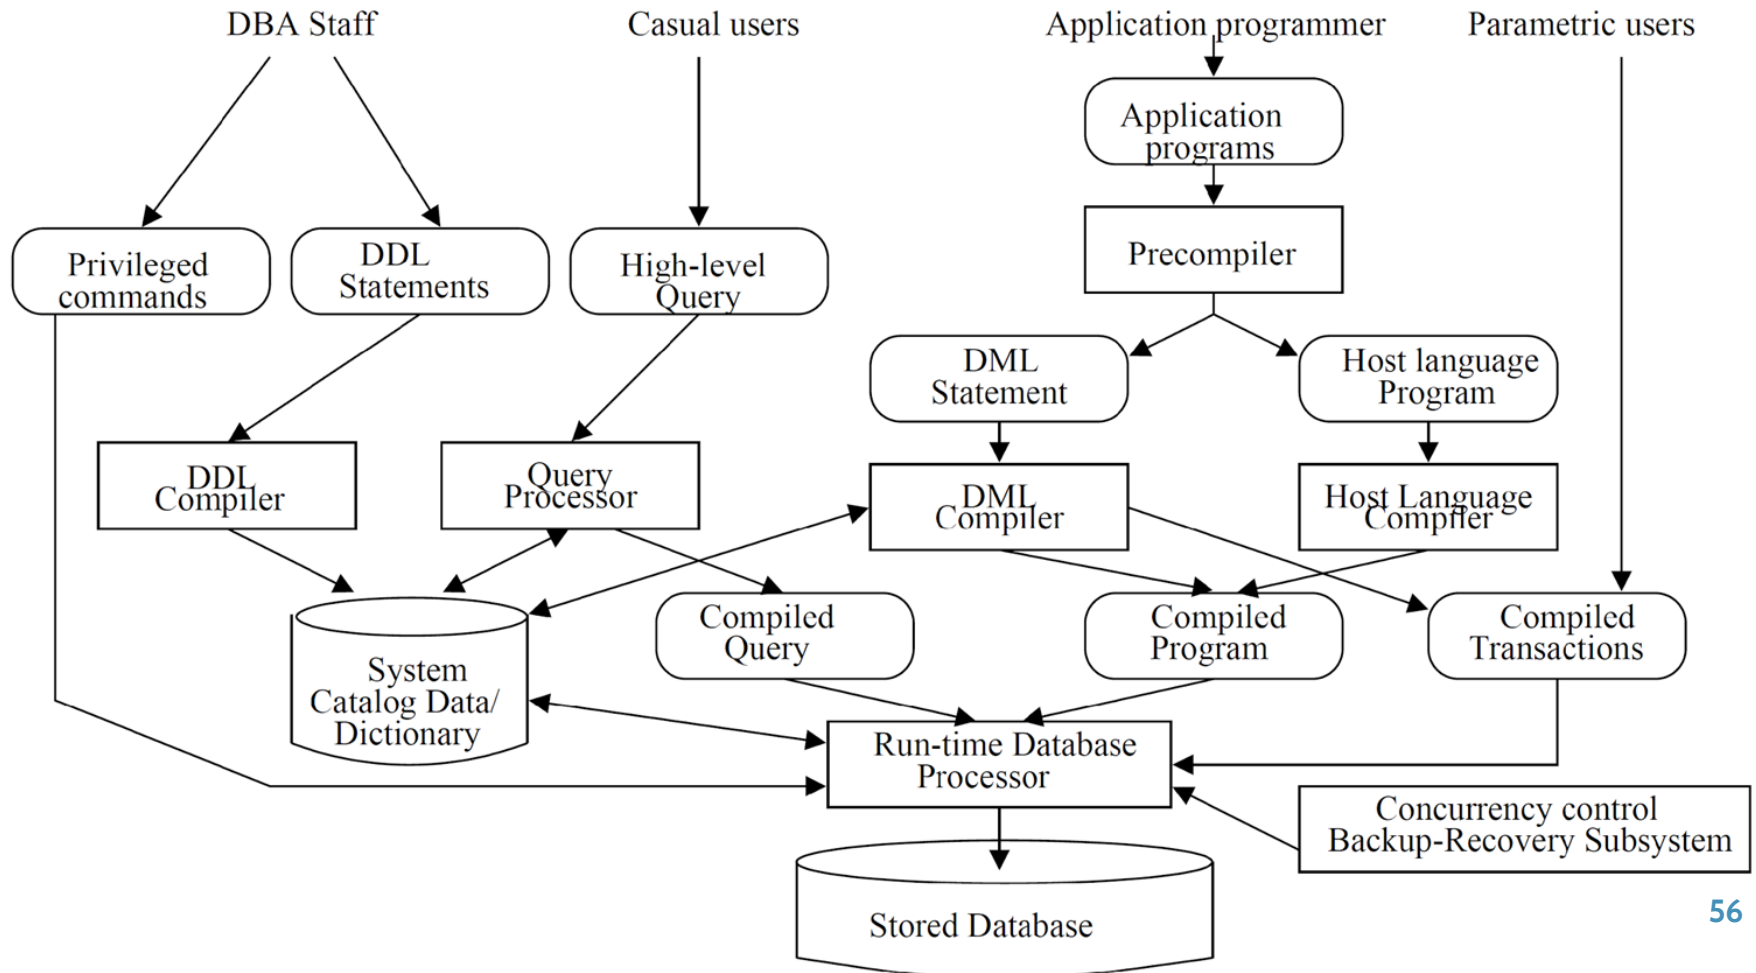 DBA Staff
Casual users
Application programmer
Parametric users
Application
programs
Privileged
commands
DDL
Statements
High-level
Query
Precompiler
DML
Statement
Host language
Program
DDL
Compiler
Query
Processor
DML
Compiler
Host Language
Compiler
System
Catalog Data/
Dictionary
Compiled
Query
Compiled
Program
Compiled
Transactions
Run-time Database
Processor
Concurrency control
Backup-Recovery Subsystem
Stored Database
56